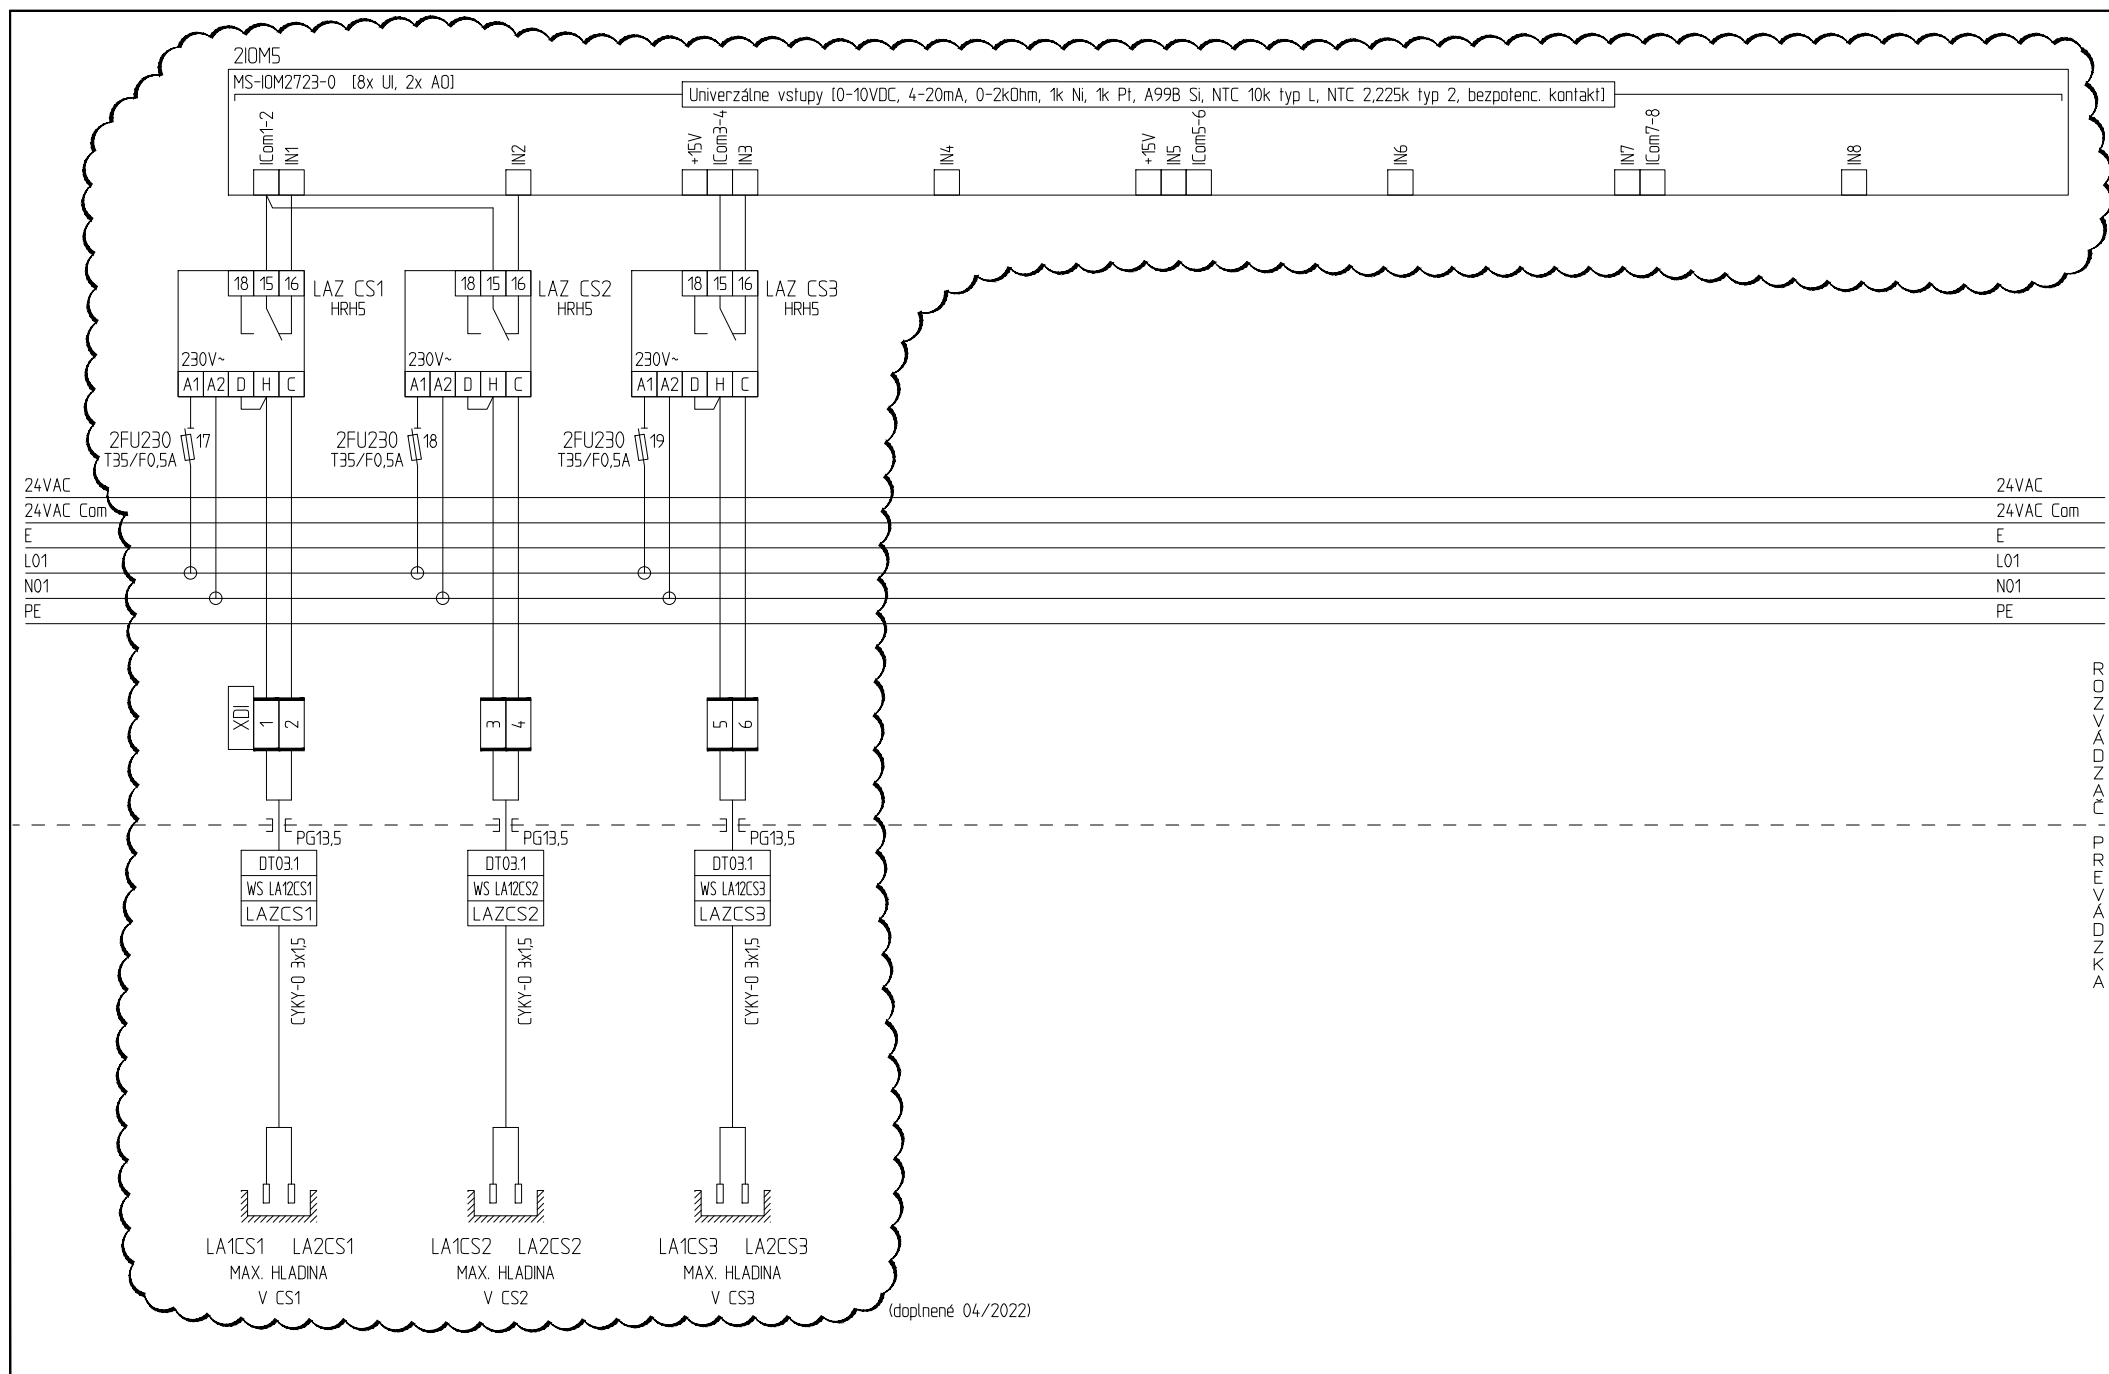 2IOM5
MS-IOM2723-0 [8x UI, 2x AO]
Univerzálne vstupy [0-10VDC, 4-20mA, 0-2kOhm, 1k Ni, 1k Pt, A99B Si, NTC 10k typ L, NTC 2,225k typ 2, bezpotenc. kontakt]
ICom1-2 IN1 IN2 +15V ICom3-4 IN3 IN4 +15V IN5 ICom5-6 IN6 IN7 ICom7-8 IN8
18 15 16 LAZ CS1 18 15 16 LAZ CS2 18 15 16 LAZ CS3
HRH5 HRH5 HRH5
230V~ 230V~ 230V~
A1 A2 D H C A1 A2 D H C A1 A2 D H C
2FU230 17 2FU230 18 2FU230 19
T35/F0,5A T35/F0,5A T35/F0,5A
24VAC 24VAC
24VAC Com 24VAC Com
E E
L01 L01
N01 N01
PE PE
XDI 1 2 3 4 5 6
ROZVÁDZAČ
PG13,5 PG13,5 PG13,5
PREVÁDZKA
DT03.1 DT03.1 DT03.1
WS LA12CS1 WS LA12CS2 WS LA12CS3
LAZCS1 LAZCS2 LAZCS3
CYKY-O 3x1,5 CYKY-O 3x1,5 CYKY-O 3x1,5
LA1CS1 LA2CS1 LA1CS2 LA2CS2 LA1CS3 LA2CS3
MAX. HLADINA MAX. HLADINA MAX. HLADINA
V CS1 V CS2 V CS3
(doplnené 04/2022)